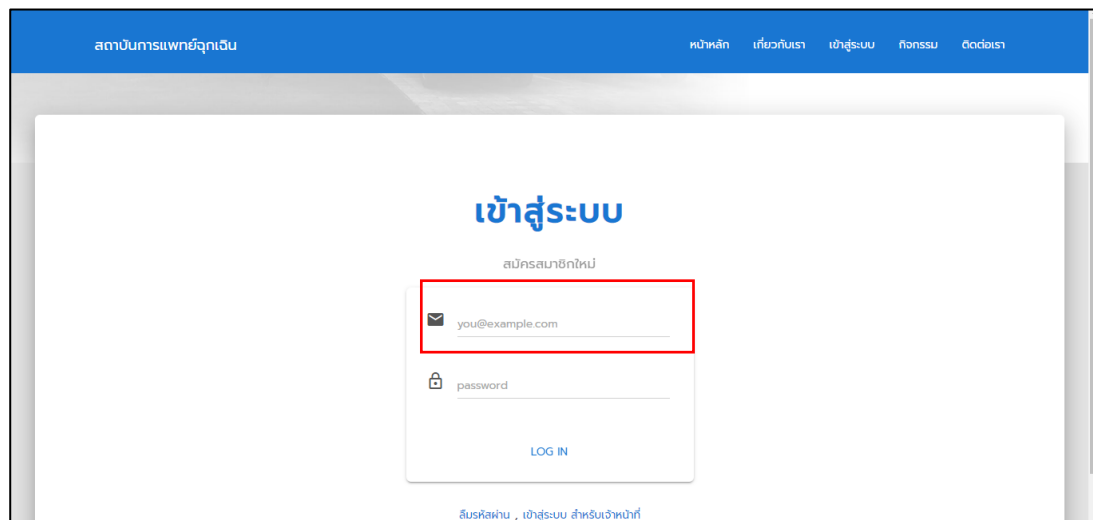 สถาบันการแพทย์ฉุกเฉิน
หน้าหลัก เกี่ยวกับเรา เข้าสู่ระบบ กิจกรรม ติดต่อเรา
เข้าสู่ระบบ
สมัครสมาชิกใหม่
you@example.com
password
LOG IN
ลืมรหัสผ่าน , เข้าสู่ระบบ สำหรับเจ้าหน้าที่